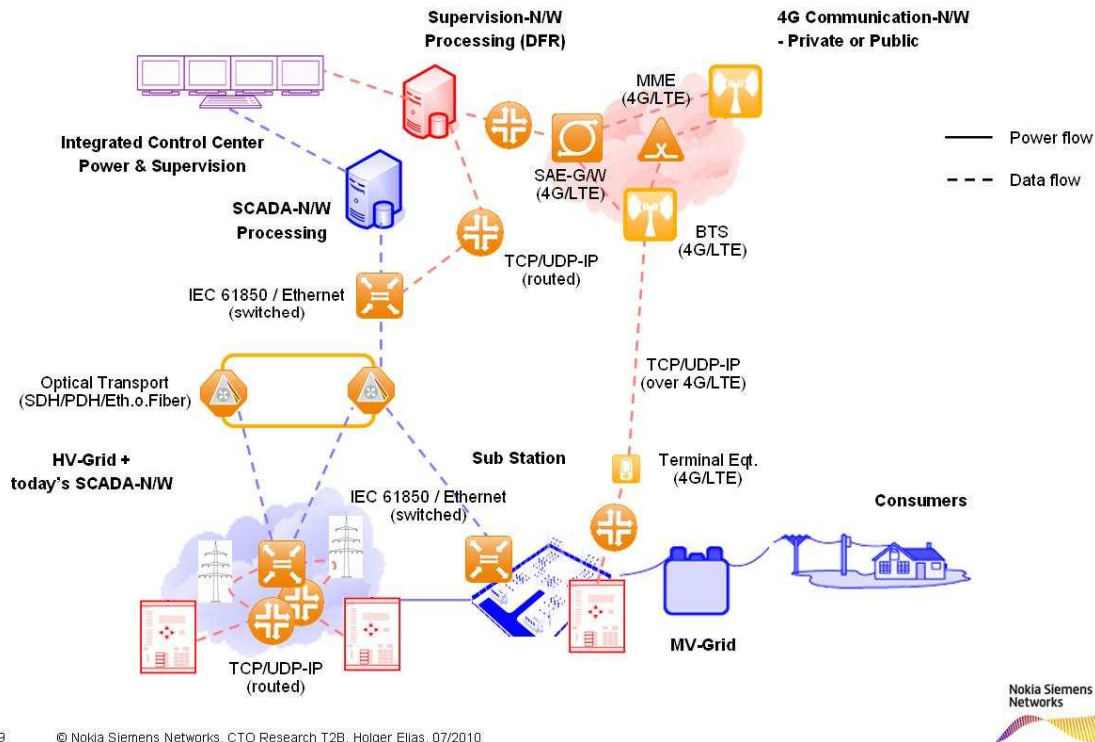 Supervision-N/W
Processing (DFR)
4G Communication-N/W
- Private or Public
MME
(4G/LTE)
Integrated Control Center
Power & Supervision
SAE-G/W
(4G/LTE)
Power flow
Data flow
SCADA-N/W
Processing
BTS
(4G/LTE)
TCP/UDP-IP
(routed)
IEC 61850 / Ethernet
(switched)
TCP/UDP-IP
(over 4G/LTE)
Optical Transport
(SDH/PDH/Eth.o.Fiber)
HV-Grid +
today's SCADA-N/W
Sub Station
Terminal Eqt.
(4G/LTE)
IEC 61850 / Ethernet
(switched)
Consumers
MV-Grid
TCP/UDP-IP
(routed)
Nokia Siemens
Networks
9 © Nokia Siemens Networks. CTO Research T2B. Holger Elias. 07/2010